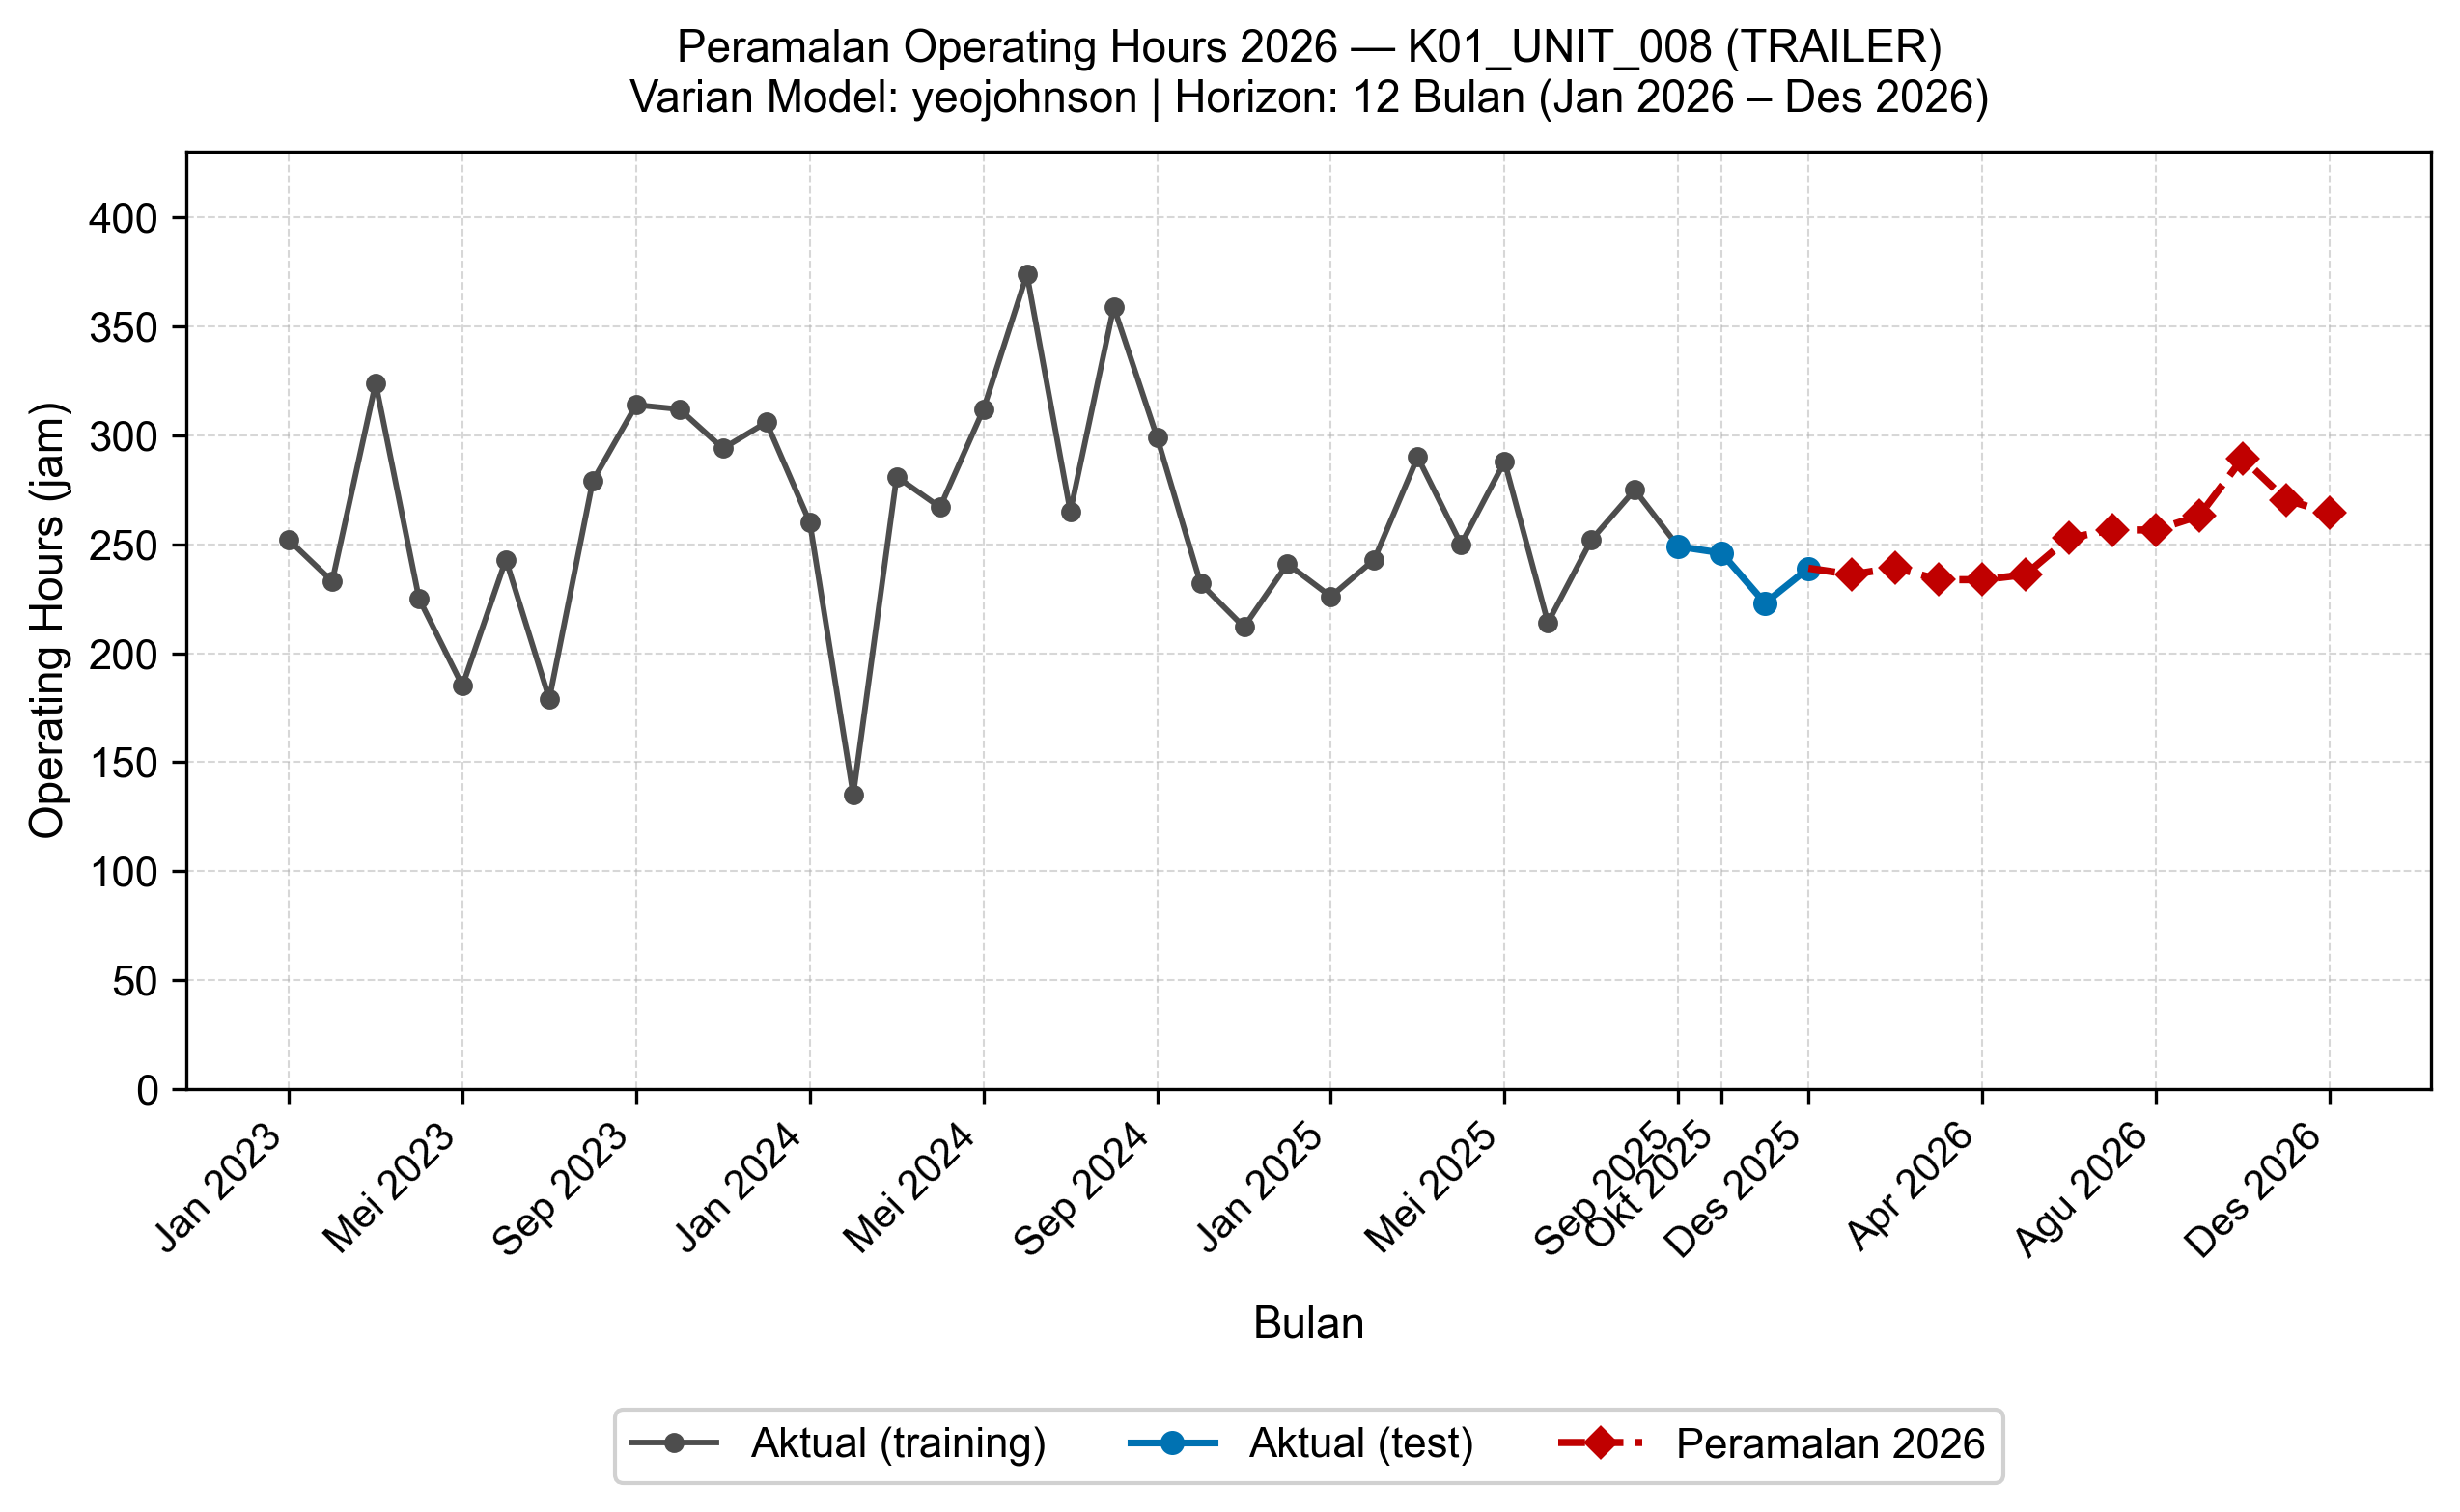 Peramalan Operating Hours 2026 — K01_UNIT_008 (TRAILER)
Varian Model: yeojohnson | Horizon: 12 Bulan (Jan 2026 – Des 2026)
Operating Hours (jam)
400
350
300
250
200
150
100
50
0
Jan 2023
Mei 2023
Sep 2023
Jan 2024
Mei 2024
Sep 2024
Jan 2025
Mei 2025
Sep 2025
Okt 2025
Des 2025
Apr 2026
Agu 2026
Des 2026
Bulan
Aktual (training)
Aktual (test)
Peramalan 2026